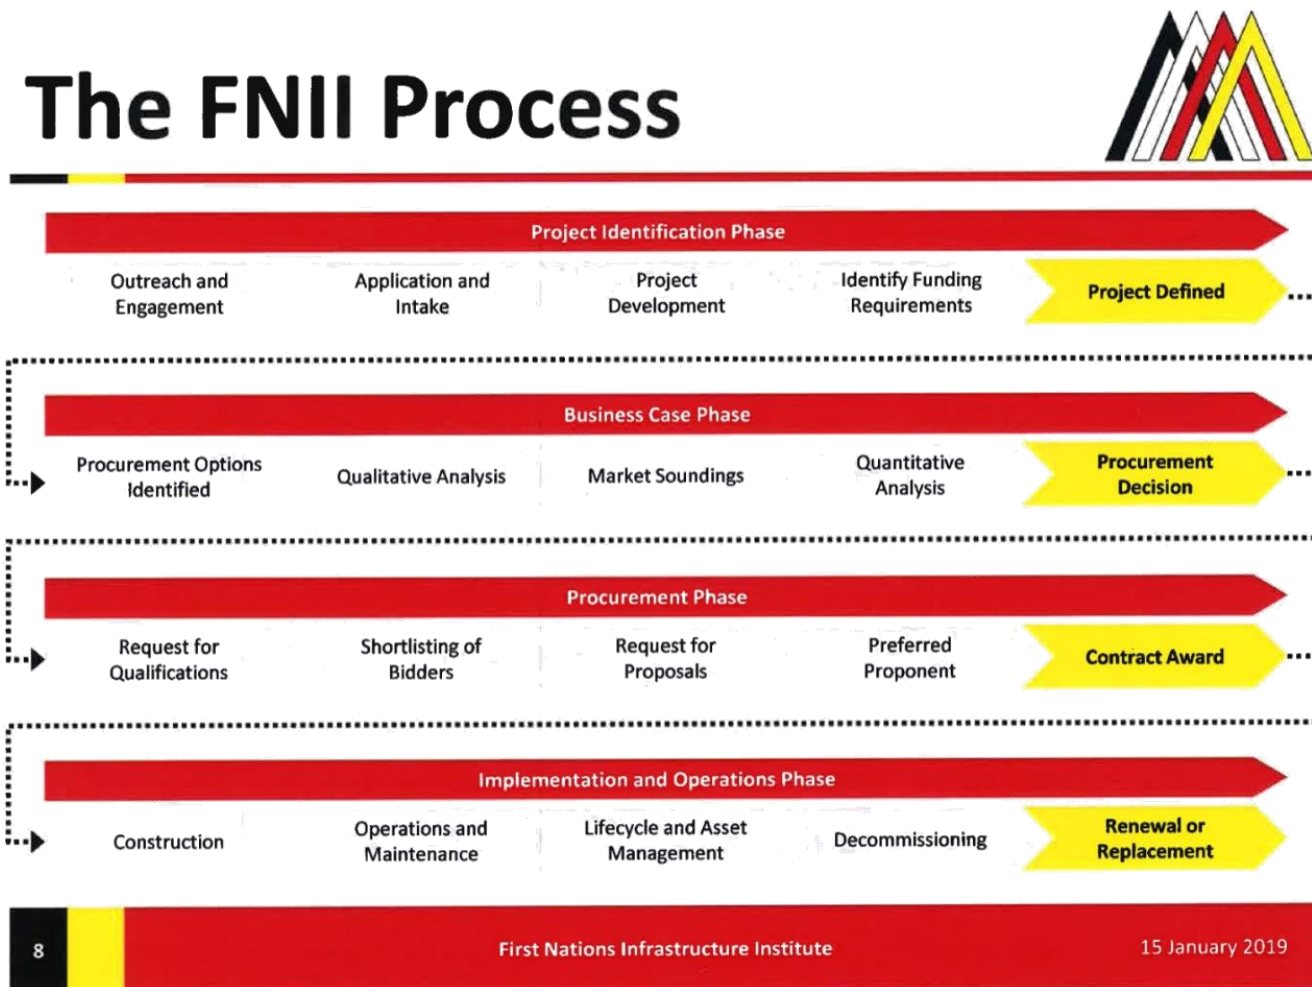 The FNII Process
Project Identification Phase
Outreach and
Engagement
Application and
Intake
Project
Development
Identify Funding
Requirements
Project Defined
Business Case Phase
Procurement Options
Identified
Qualitative Analysis
Market Soundings
Quantitative
Analysis
Procurement
Decision
Procurement Phase
Request for
Qualifications
Shortlisting of
Bidders
Request for
Proposals
Preferred
Proponent
Contract Award
Implementation and Operations Phase
Construction
Operations and
Maintenance
Lifecycle and Asset
Management
Decommissioning
Renewal or
Replacement
8
First Nations Infrastructure Institute
15 January 2019